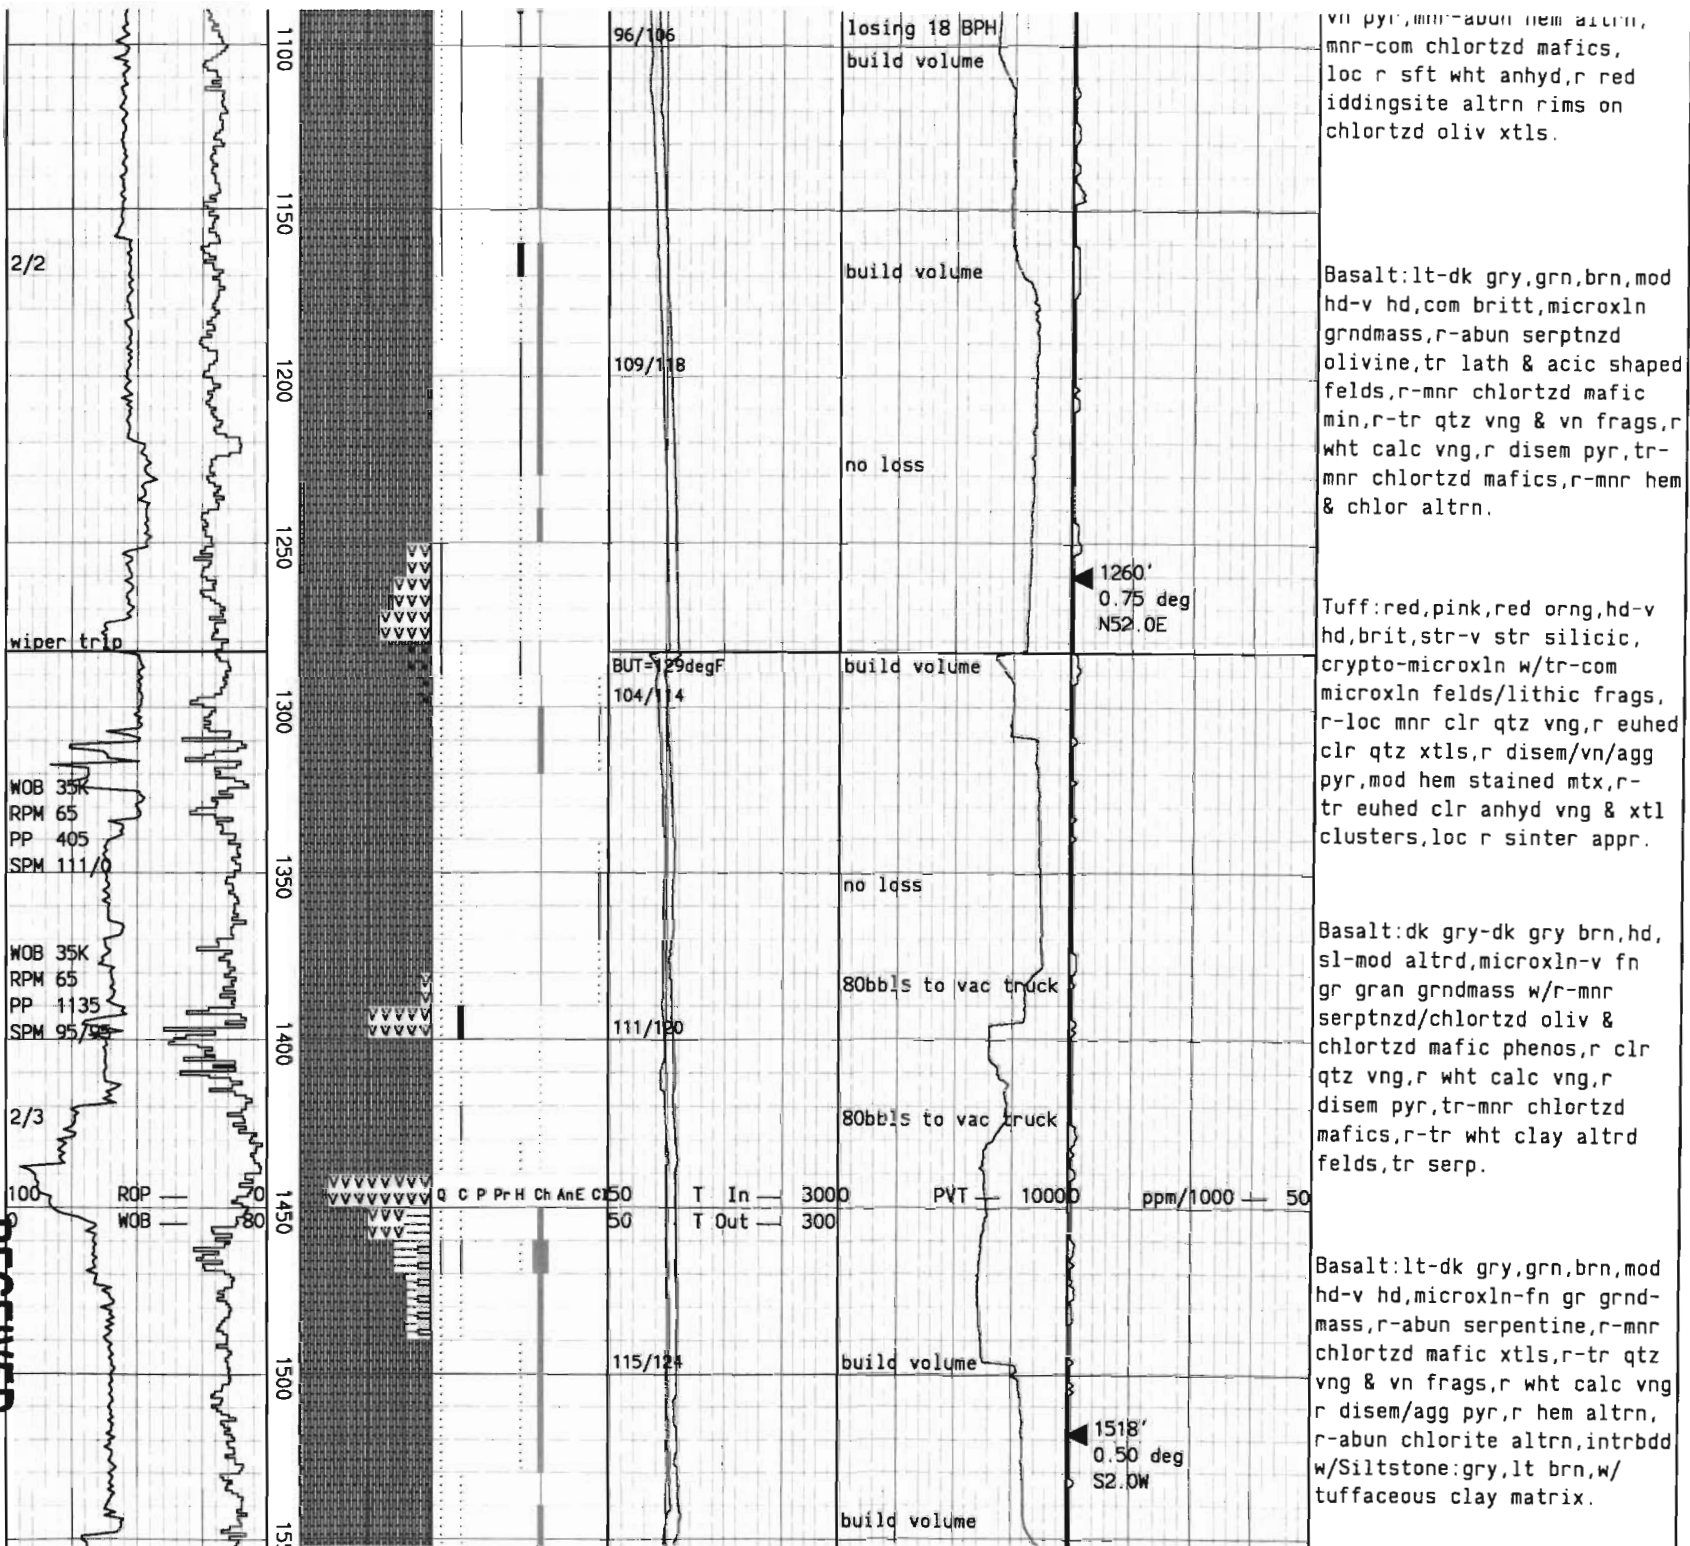 losing 18 BPH
96/106
build volume
vn pyr,mnr-abun hem altrn,
mnr-com chlortzd mafics,
loc r sft wht anhyd,r red
iddingsite altrn rims on
chlortzd oliv xtls.
1100
1150
2/2
build volume
Basalt:lt-dk gry,grn,brn,mod
hd-v hd,com britt,microxln
grndmass,r-abun serptnzd
olivine,tr lath & acic shaped
felds,r-mnr chlortzd mafic
min,r-tr qtz vng & vn frags,r
wht calc vng,r disem pyr,tr-
mnr chlortzd mafics,r-mnr hem
& chlor altrn.
109/118
1200
no loss
1250
1260'
0.75 deg
N52.0E
wiper trip
BUT=129degF
build volume
104/114
1300
Tuff:red,pink,red orng,hd-v
hd,brit,str-v str silicic,
crypto-microxln w/tr-com
microxln felds/lithic frags,
r-loc mnr clr qtz vng,r euhed
clr qtz xtls,r disem/vn/agg
pyr,mod hem stained mtx,r-
tr euhed clr anhyd vng & xtl
clusters,loc r sinter appr.
WOB 35K
RPM 65
PP 405
SPM 111/0
1350
no loss
WOB 35K
RPM 65
PP 1135
SPM 95/95
80bbls to vac truck
111/120
1400
Basalt:dk gry-dk gry brn,hd,
sl-mod altrd,microxln-v fn
gr gran grndmass w/r-mnr
serptnzd/chlortzd oliv &
chlortzd mafic phenos,r clr
qtz vng,r wht calc vng,r
disem pyr,tr-mnr chlortzd
mafics,r-tr wht clay altrd
felds,tr serp.
2/3
80bbls to vac truck
100 ROP 0 Q C P Pr H Ch AnE Cl 50 T In 300 0 PVT 1000 0 ppm/1000 50
0 WOB 80 50 T Out 300
1450
RECEIVED
Basalt:lt-dk gry,grn,brn,mod
hd-v hd,microxln-fn gr grnd-
mass,r-abun serpentine,r-mnr
chlortzd mafic xtls,r-tr qtz
vng & vn frags,r wht calc vng
r disem/agg pyr,r hem altrn,
r-abun chlorite altrn,intrbdd
w/Siltstone:gry,lt brn,w/
tuffaceous clay matrix.
115/124
build volume
1500
1518'
0.50 deg
S2.0W
build volume